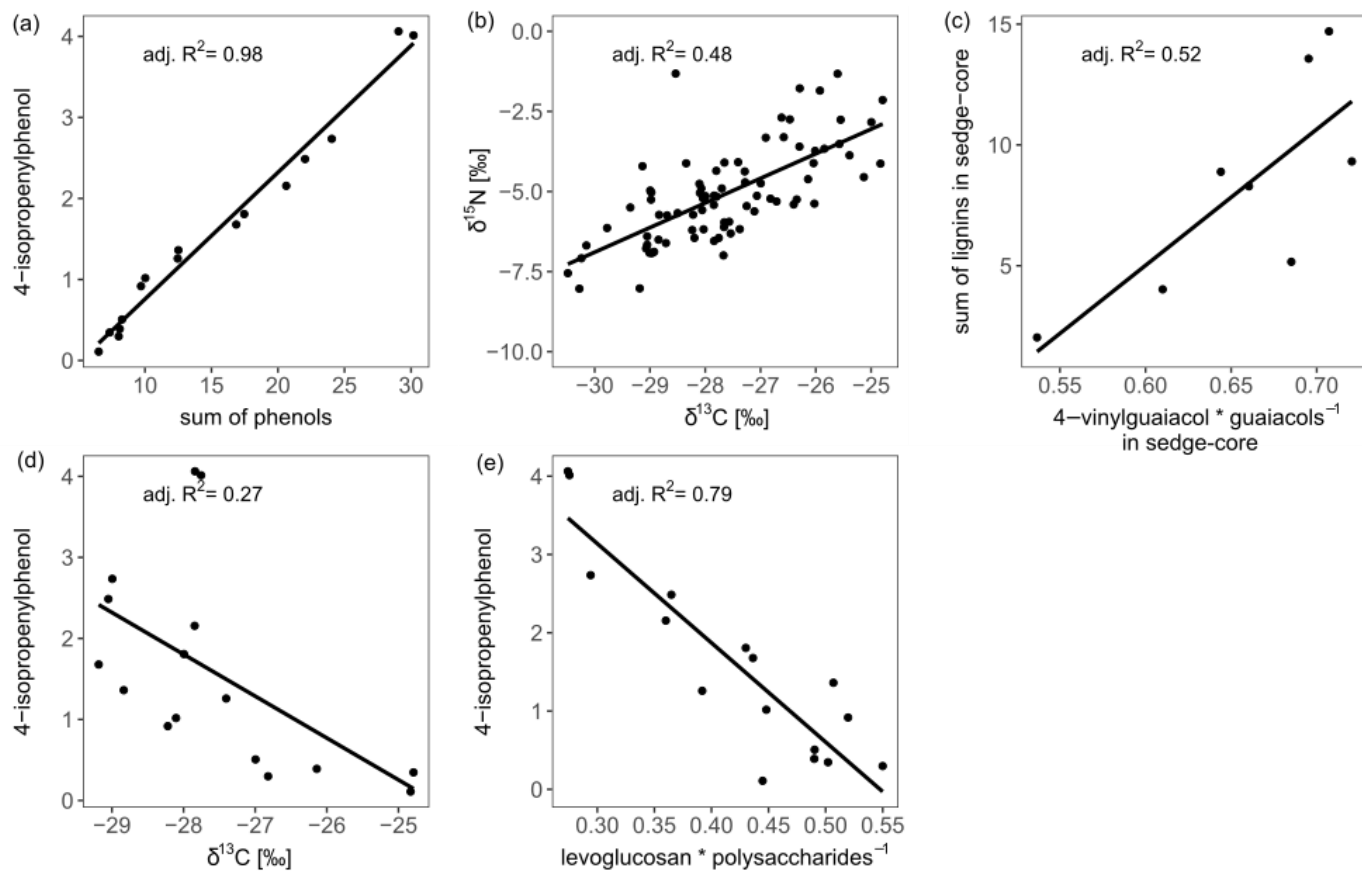 (a)
adj. R²= 0.98
4−isopropenylphenol
4
3
2
1
0
10 15 20 25 30
sum of phenols
(b)
adj. R²= 0.48
δ¹⁵N [‰]
0.0
−2.5
−5.0
−7.5
−10.0
−30 −29 −28 −27 −26 −25
δ¹³C [‰]
(c)
adj. R²= 0.52
sum of lignins in sedge-core
15
10
5
0.55 0.60 0.65 0.70
4−vinylguaiacol * guaiacols⁻¹
in sedge-core
(d)
adj. R²= 0.27
4−isopropenylphenol
4
3
2
1
0
−29 −28 −27 −26 −25
δ¹³C [‰]
(e)
adj. R²= 0.79
4−isopropenylphenol
4
3
2
1
0
0.30 0.35 0.40 0.45 0.50 0.55
levoglucosan * polysaccharides⁻¹